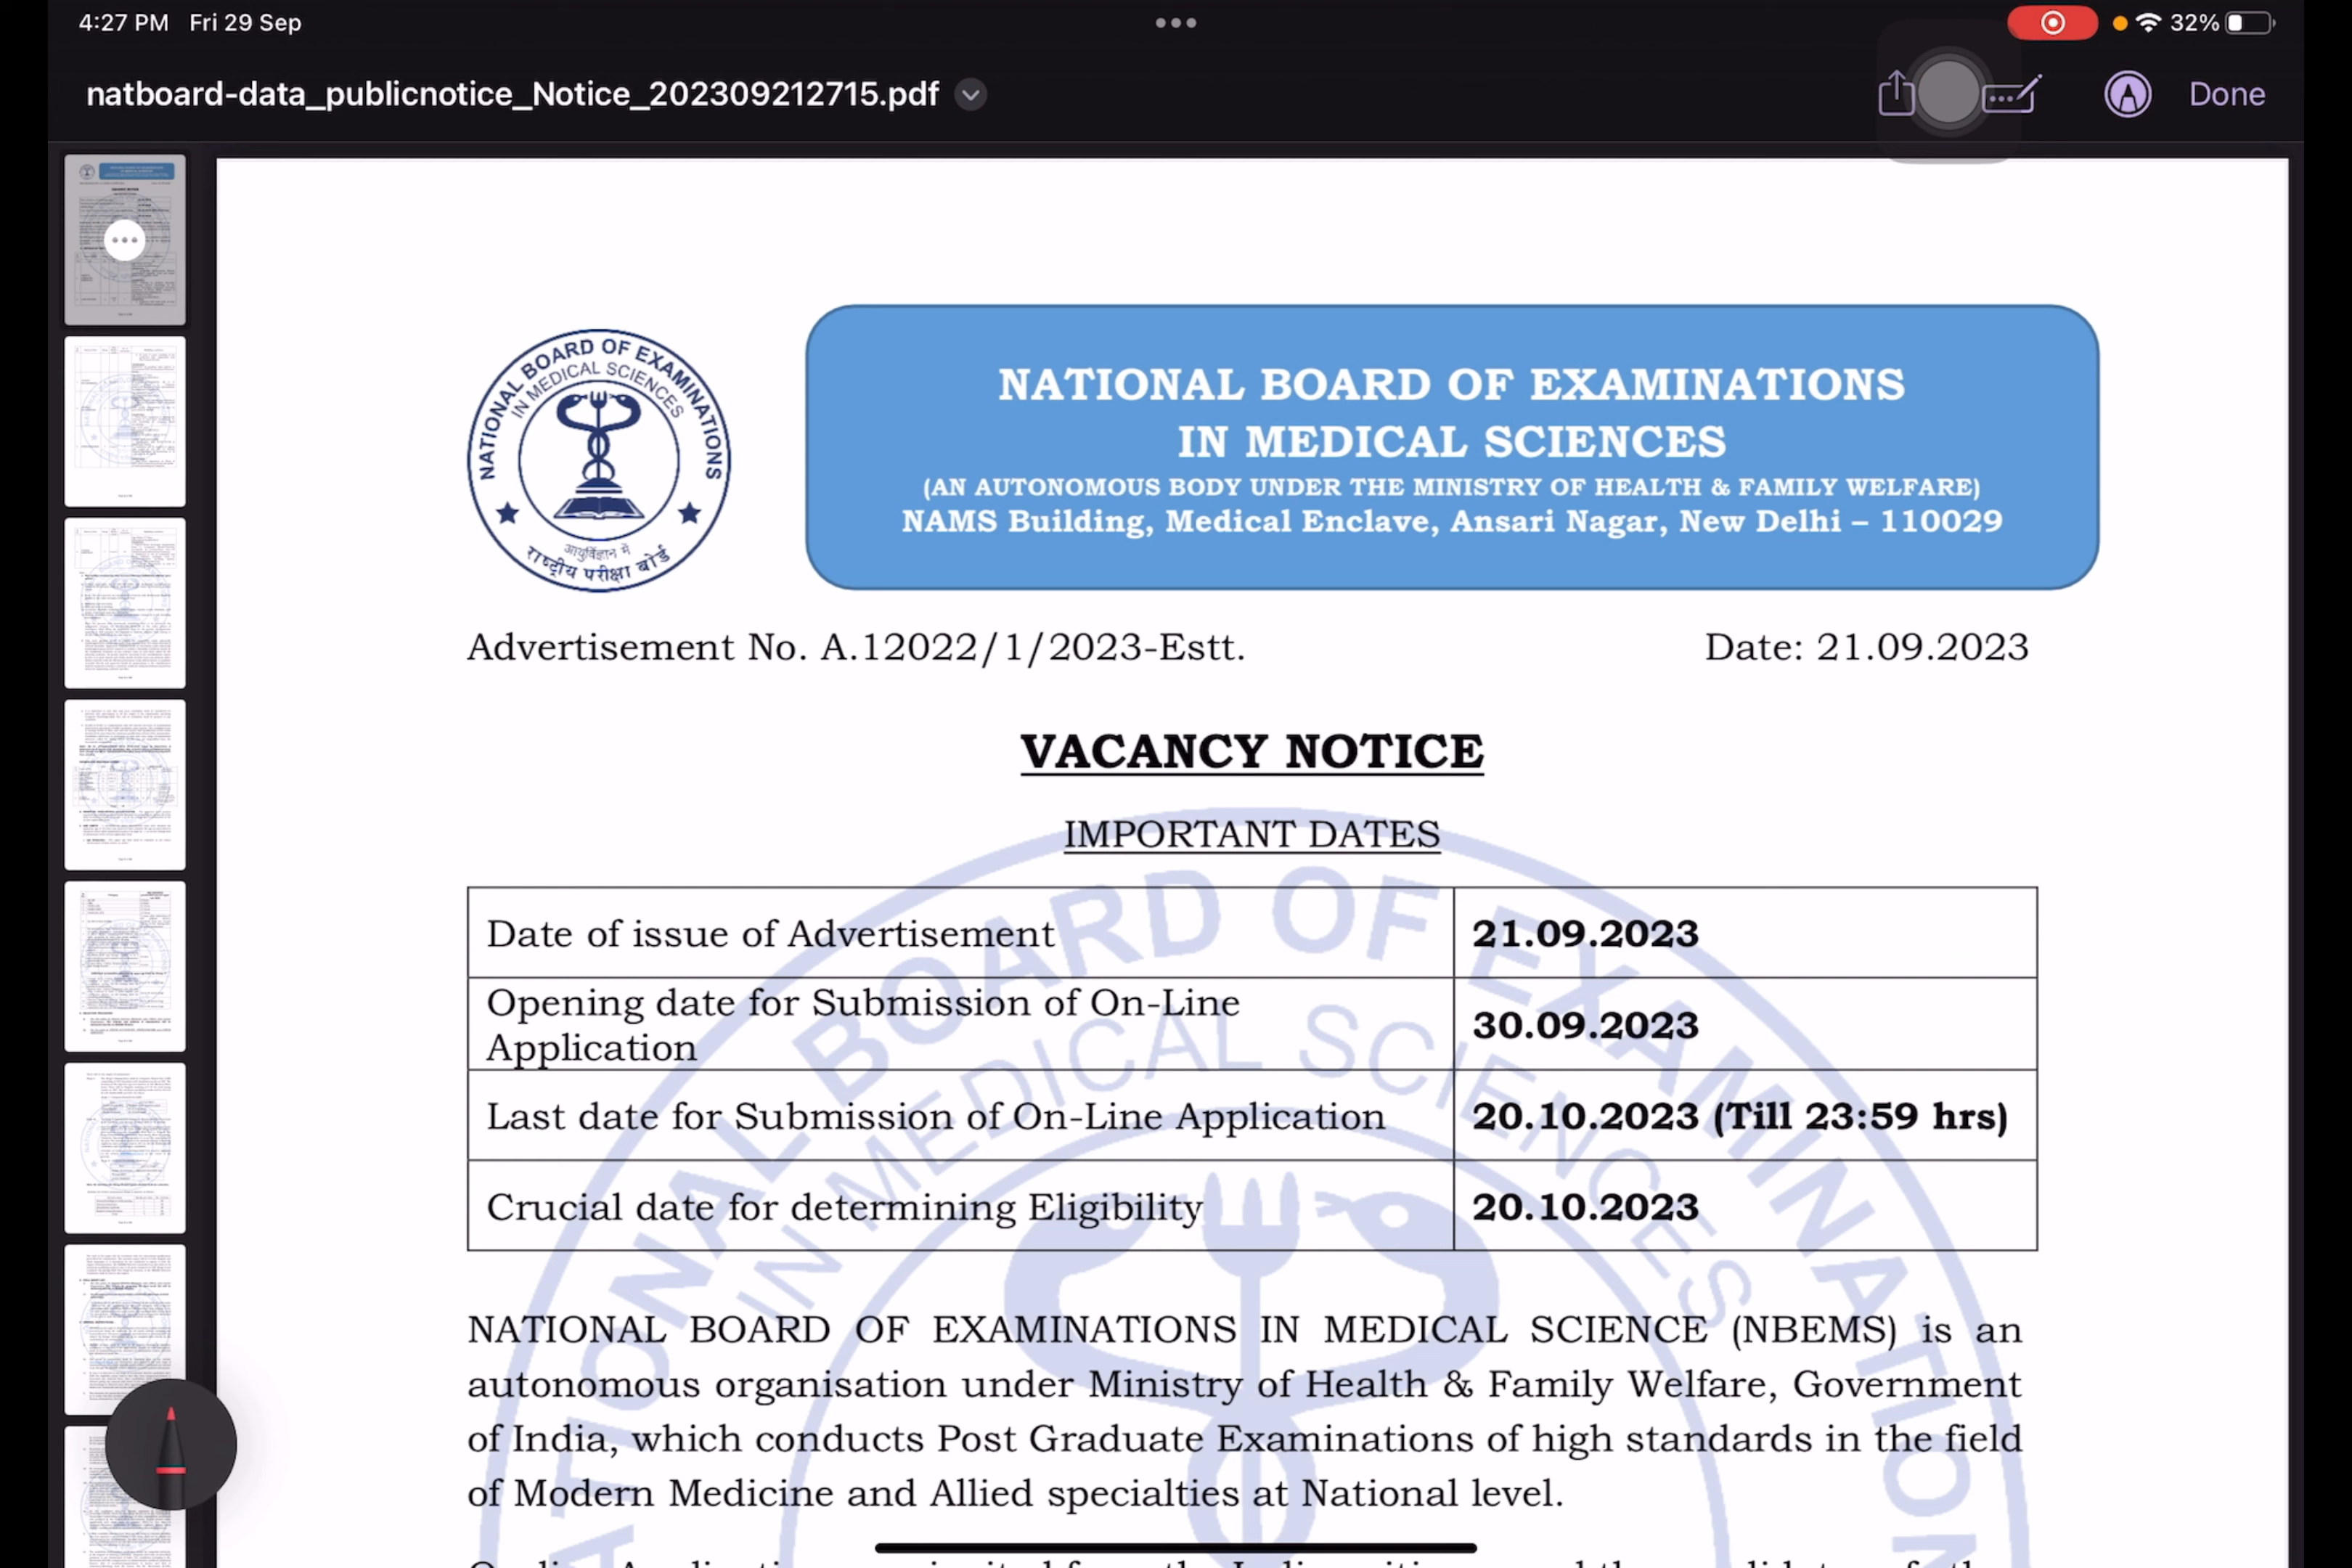 4:27 PM Fri 29 Sep
32%
natboard-data_publicnotice_Notice_202309212715.pdf
Done
NATIONAL BOARD OF EXAMINATIONS
IN MEDICAL SCIENCES
आयुर्विज्ञान में
राष्ट्रीय परीक्षा बोर्ड
NATIONAL BOARD OF EXAMINATIONS
IN MEDICAL SCIENCES
(AN AUTONOMOUS BODY UNDER THE MINISTRY OF HEALTH & FAMILY WELFARE)
NAMS Building, Medical Enclave, Ansari Nagar, New Delhi – 110029
Advertisement No. A.12022/1/2023-Estt. Date: 21.09.2023
VACANCY NOTICE
IMPORTANT DATES
Date of issue of Advertisement 21.09.2023
Opening date for Submission of On-Line
Application 30.09.2023
Last date for Submission of On-Line Application 20.10.2023 (Till 23:59 hrs)
Crucial date for determining Eligibility 20.10.2023
NATIONAL BOARD OF EXAMINATIONS IN MEDICAL SCIENCE (NBEMS) is an
autonomous organisation under Ministry of Health & Family Welfare, Government
of India, which conducts Post Graduate Examinations of high standards in the field
of Modern Medicine and Allied specialties at National level.
NATIONAL BOARD OF EXAMINATION
IN MEDICAL SCIENCES